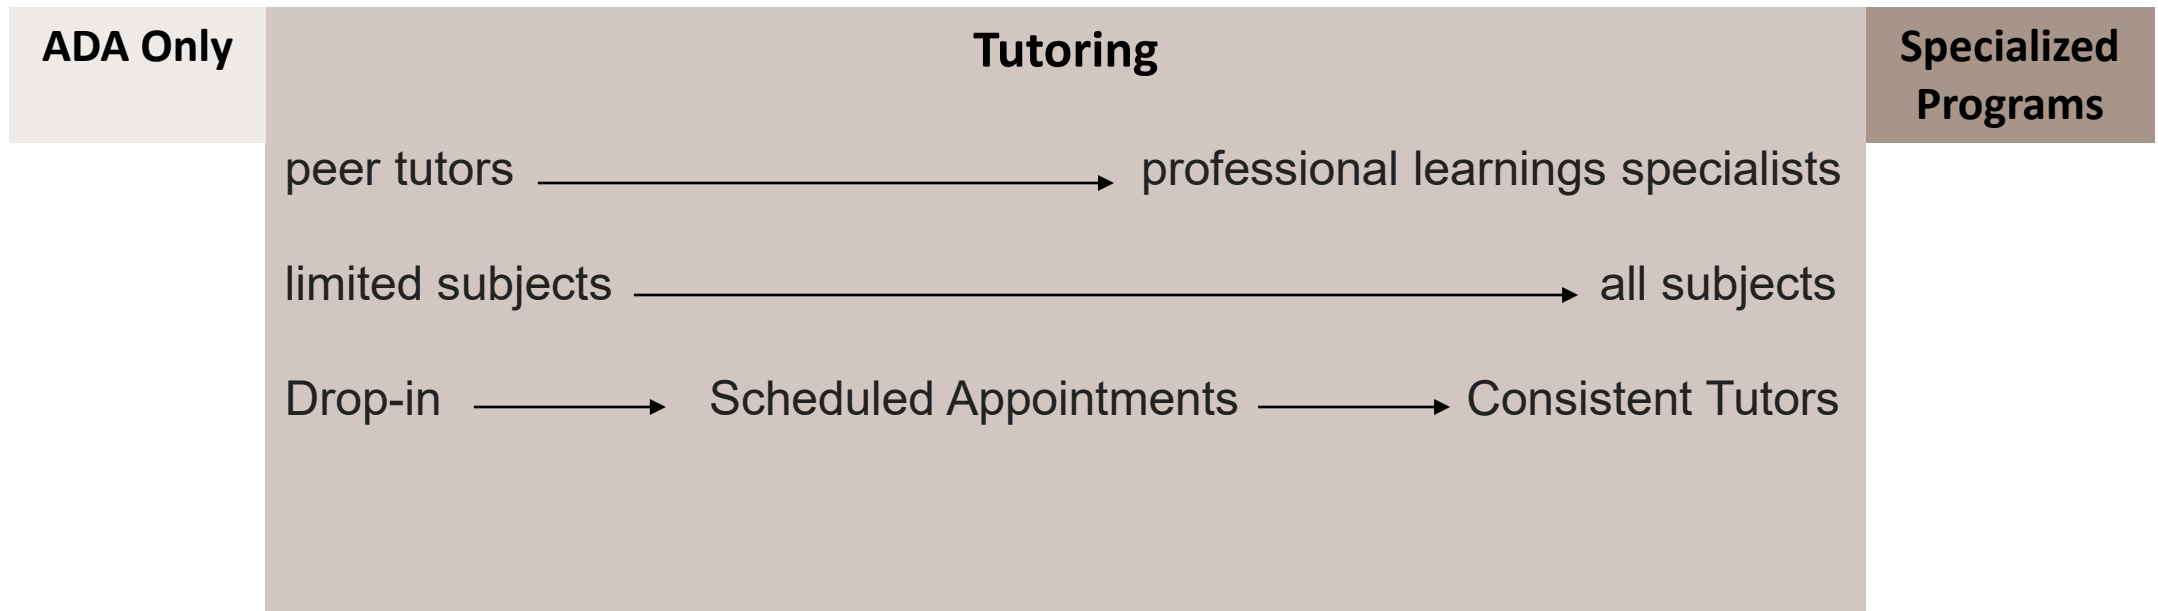 ADA Only
Tutoring
Specialized
Programs
peer tutors professional learnings specialists
limited subjects all subjects
Drop-in Scheduled Appointments Consistent Tutors